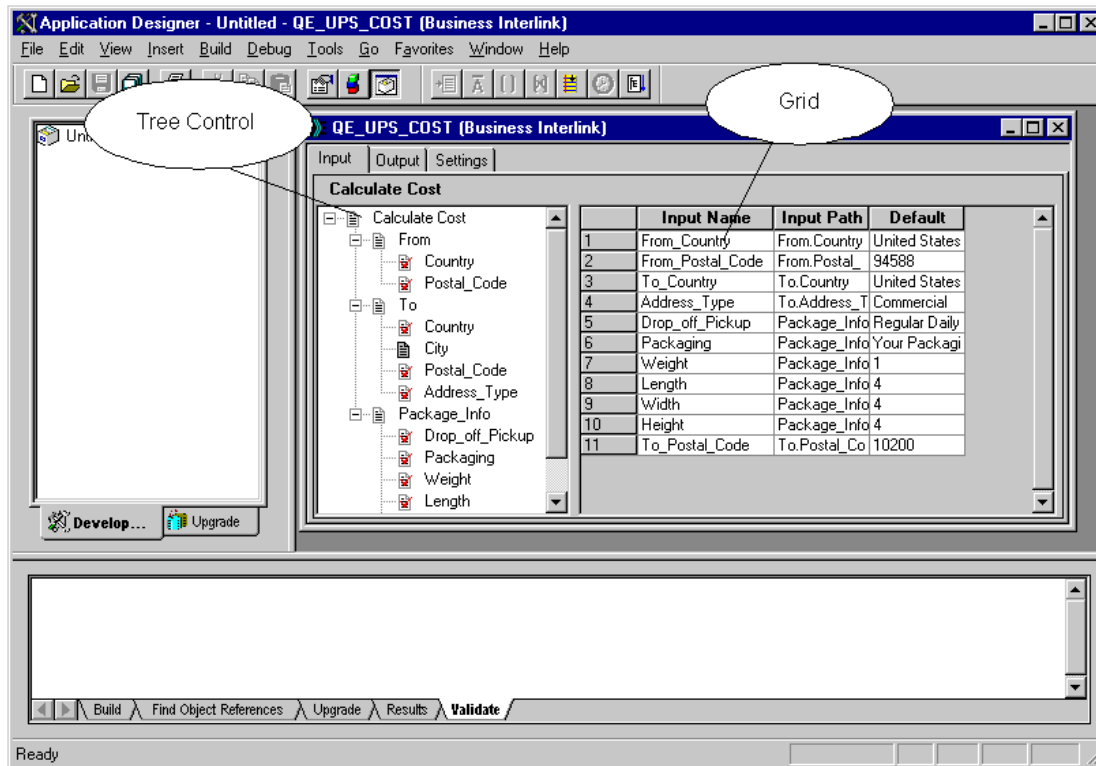 Application Designer - Untitled - QE_UPS_COST (Business Interlink)
File Edit View Insert Build Debug Tools Go Favorites Window Help
Tree Control
Grid
QE_UPS_COST (Business Interlink)
Input Output Settings
Calculate Cost
Calculate Cost
From
Country
Postal_Code
To
Country
City
Postal_Code
Address_Type
Package_Info
Drop_off_Pickup
Packaging
Weight
Length
Input Name Input Path Default
1 From_Country From.Country United States
2 From_Postal_Code From.Postal_ 94588
3 To_Country To.Country United States
4 Address_Type To.Address_T Commercial
5 Drop_off_Pickup Package_Info Regular Daily
6 Packaging Package_Info Your Packagi
7 Weight Package_Info 1
8 Length Package_Info 4
9 Width Package_Info 4
10 Height Package_Info 4
11 To_Postal_Code To.Postal_Co 10200
Develop... Upgrade
Build Find Object References Upgrade Results Validate
Ready